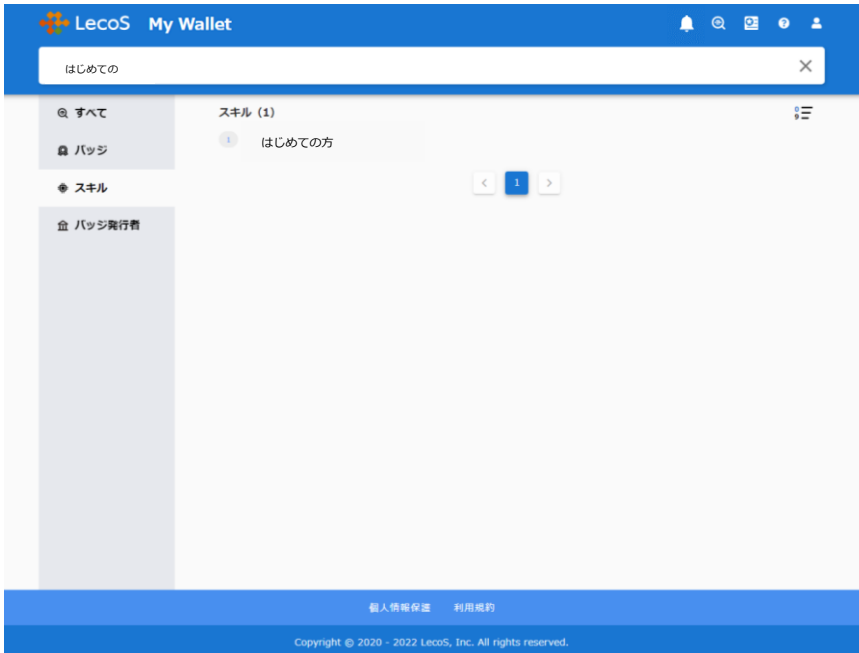 LecoS My Wallet
はじめての
すべて
バッジ
スキル
バッジ発行者
スキル (1)
1 はじめての方
1
個人情報保護 利用規約
Copyright © 2020 - 2022 LecoS, Inc. All rights reserved.